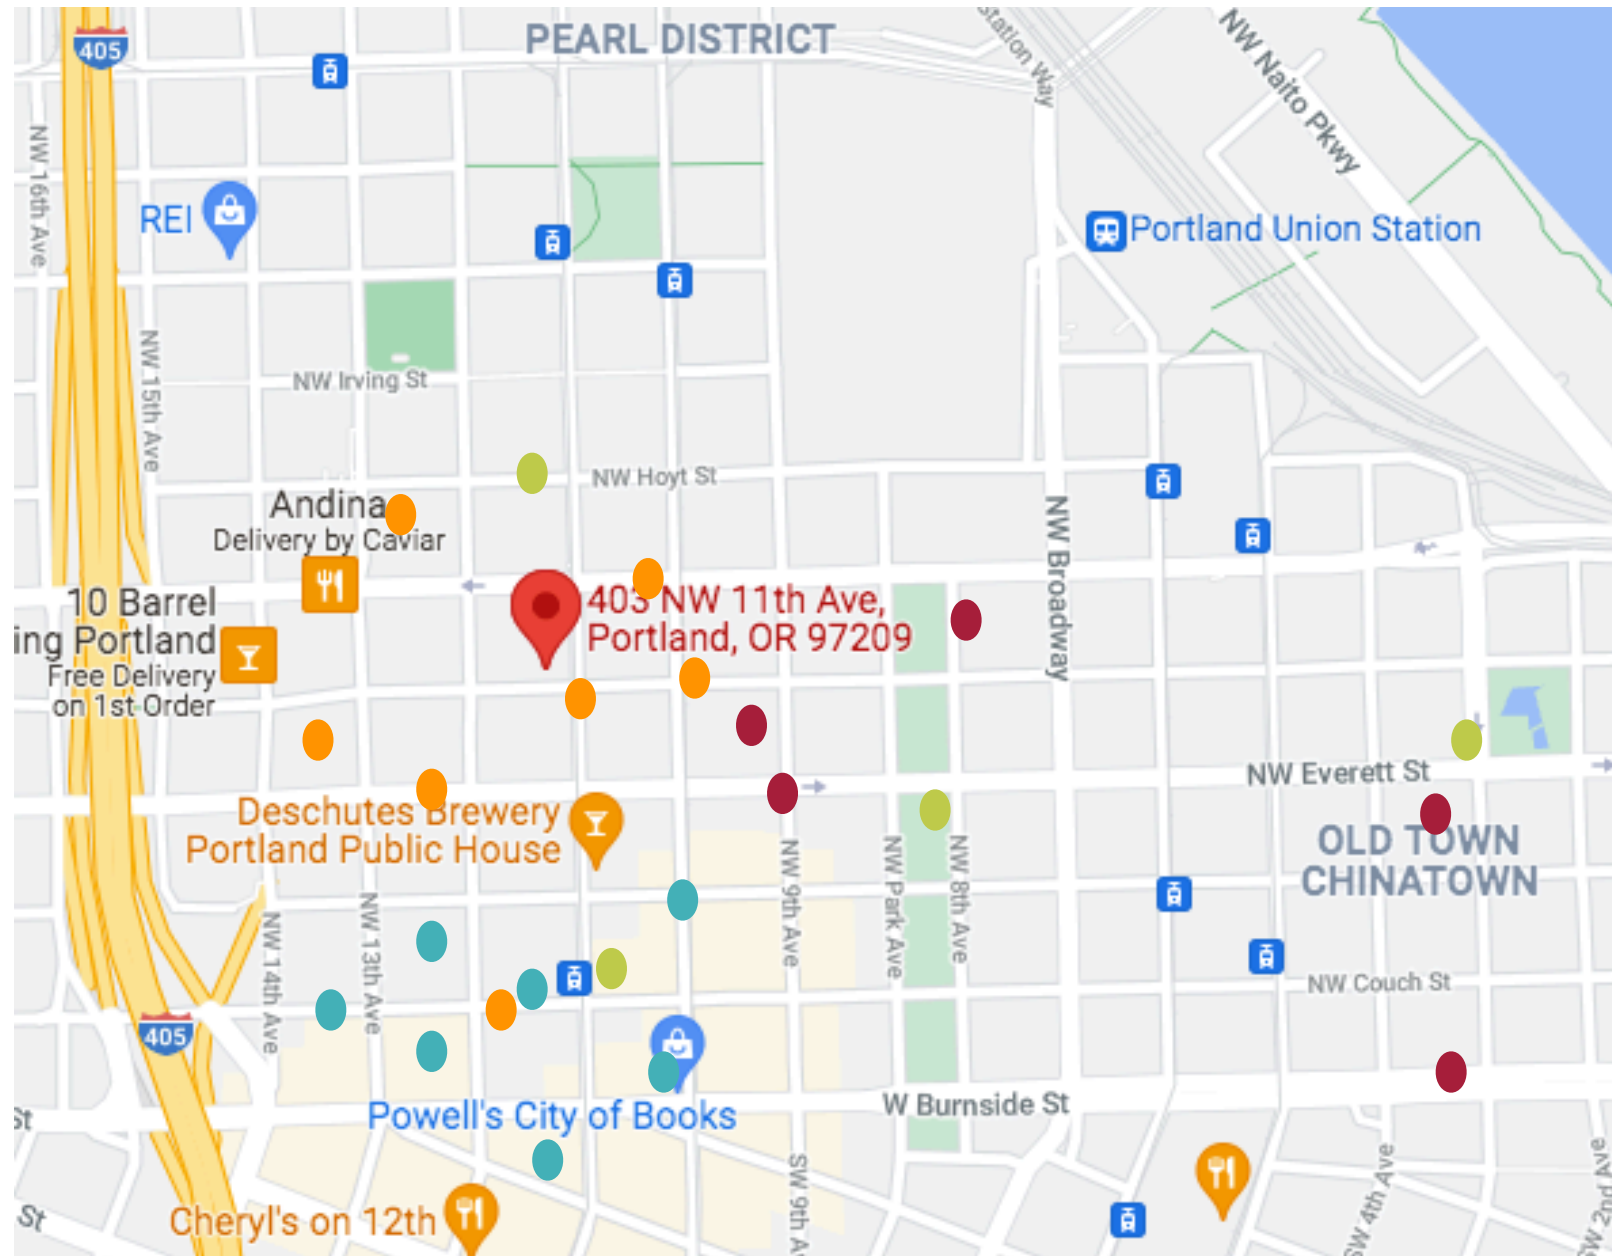 405
PEARL DISTRICT
Station Way
NW Naito Pkwy
NW 16th Ave
REI
Portland Union Station
NW 15th Ave
NW Irving St
NW Hoyt St
Andina
Delivery by Caviar
NW Broadway
10 Barrel
ing Portland
Free Delivery
on 1st Order
403 NW 11th Ave,
Portland, OR 97209
NW Everett St
Deschutes Brewery
Portland Public House
OLD TOWN
CHINATOWN
NW 9th Ave
NW Park Ave
NW 8th Ave
NW 13th Ave
NW 14th Ave
NW Couch St
405
Powell's City of Books
W Burnside St
St
SW 9th A
SW 4th Ave
SW 2nd Ave
St
Cheryl's on 12th